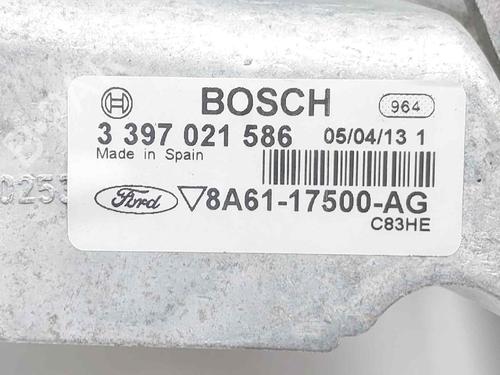 BOSCH
964
3 397 021 586
05/04/13 1
Made in Spain
Ford
8A61-17500-AG
C83HE